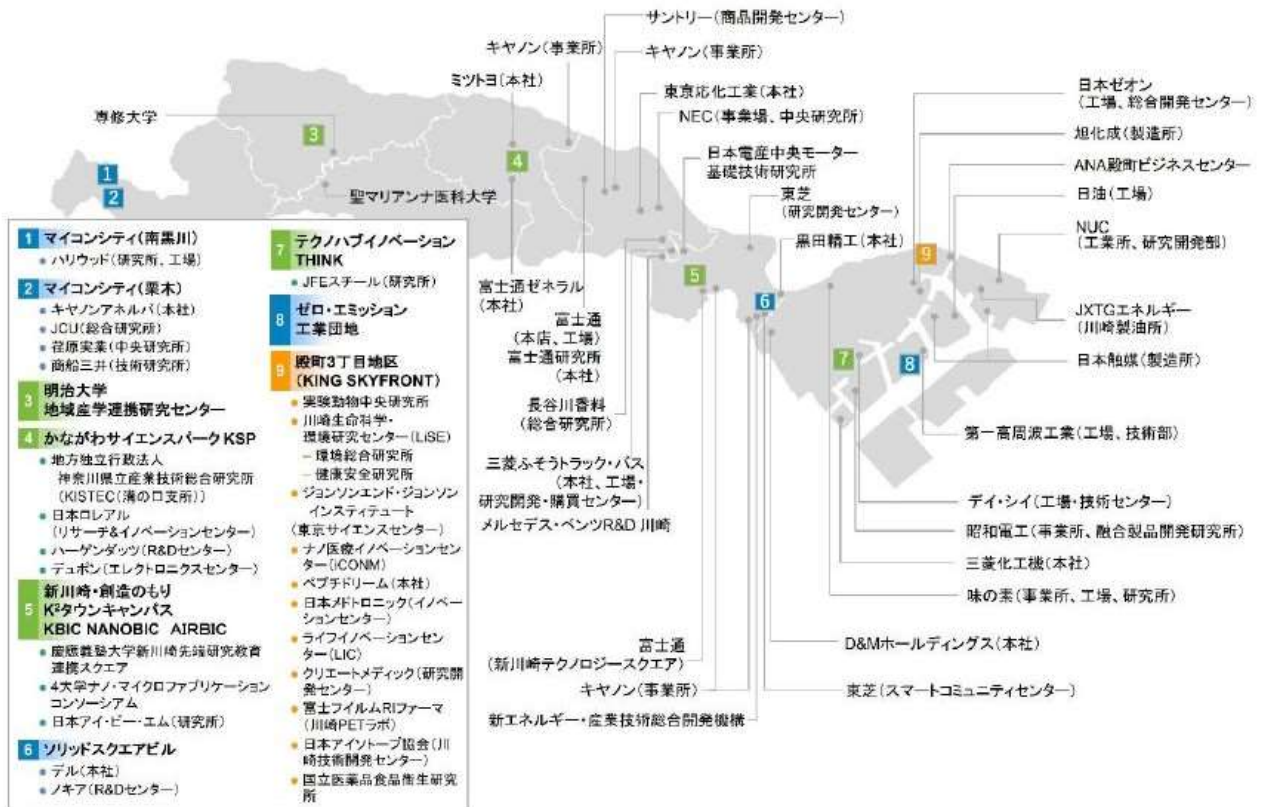 サントリー(商品開発センター)
キヤノン(事業所)
キヤノン(事業所)
ミツトヨ(本社)
東京応化工業(本社)
日本ゼオン
(工場、総合開発センター)
専修大学
NEC(事業場、中央研究所)
旭化成(製造所)
日本電産中央モーター
基礎技術研究所
ANA殿町ビジネスセンター
聖マリアンナ医科大学
東芝
(研究開発センター)
日油(工場)
黒田精工(本社)
NUC
(工業所、研究開発部)
3
4
1
2
9
5
6
7
8
富士通ゼネラル
(本社)
富士通
(本店、工場)
富士通研究所
(本社)
JXTGエネルギー
(川崎製油所)
日本触媒(製造所)
長谷川香料
(総合研究所)
第一高周波工業(工場、技術部)
三菱ふそうトラック・バス
(本社、工場・
研究開発・購買センター)
メルセデス・ベンツR&D 川崎
デイ・シイ(工場・技術センター)
昭和電工(事業所、融合製品開発研究所)
三菱化工機(本社)
味の素(事業所、工場、研究所)
D&Mホールディングス(本社)
富士通
(新川崎テクノロジースクエア)
キヤノン(事業所)
東芝(スマートコミュニティセンター)
新エネルギー・産業技術総合開発機構
1 マイコンシティ(南黒川)
ハリウッド(研究所、工場)
2 マイコンシティ(栗木)
キヤノンアネルバ(本社)
JCU(総合研究所)
荏原実業(中央研究所)
商船三井(技術研究所)
3 明治大学
地域産学連携研究センター
4 かながわサイエンスパークKSP
地方独立行政法人
神奈川県立産業技術総合研究所
(KISTEC(溝の口支所))
日本ロレアル
(リサーチ&イノベーションセンター)
ハーゲンダッツ(R&Dセンター)
デュポン(エレクトロニクスセンター)
5 新川崎・創造のもり
K²タウンキャンパス
KBIC NANOBIC AIRBIC
慶應義塾大学新川崎先端研究教育
連携スクエア
4大学ナノ・マイクロファブリケーション
コンソーシアム
日本アイ・ビー・エム(研究所)
6 ソリッドスクエアビル
デル(本社)
ノキア(R&Dセンター)
7 テクノハブイノベーション
THINK
JFEスチール(研究所)
8 ゼロ・エミッション
工業団地
9 殿町3丁目地区
(KING SKYFRONT)
実験動物中央研究所
川崎生命科学・
環境研究センター(LiSE)
－環境総合研究所
－健康安全研究所
ジョンソンエンド・ジョンソン
インスティテュート
(東京サイエンスセンター)
ナノ医療イノベーションセン
ター(iCONM)
ペプチドリーム(本社)
日本メドトロニック(イノベー
ションセンター)
ライフイノベーションセン
ター(LIC)
クリエートメディック(研究開
発センター)
富士フイルムRIファーマ
(川崎PETラボ)
日本アイソトープ協会(川
崎技術開発センター)
国立医薬品食品衛生研究
所